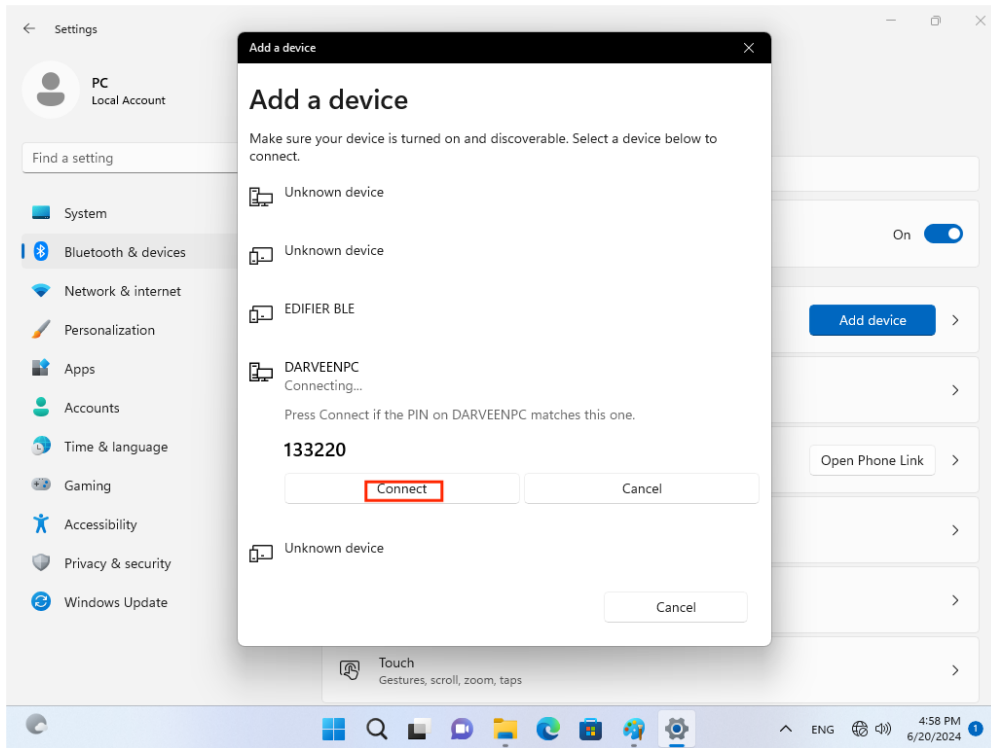 Settings
PC
Local Account
Find a setting
System
Bluetooth & devices
Network & internet
Personalization
Apps
Accounts
Time & language
Gaming
Accessibility
Privacy & security
Windows Update
Add a device
Add a device
Make sure your device is turned on and discoverable. Select a device below to
connect.
Unknown device
Unknown device
EDIFIER BLE
DARVEENPC
Connecting...
Press Connect if the PIN on DARVEENPC matches this one.
133220
Connect Cancel
Unknown device
Cancel
On
Add device
Open Phone Link
Touch
Gestures, scroll, zoom, taps
ENG
4:58 PM
6/20/2024
1